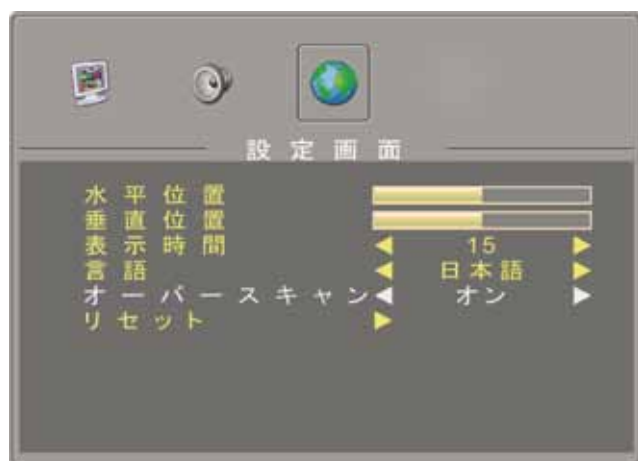 設定画面
水平位置
垂直位置
表示時間 ◀ 15 ▶
言語 ◀ 日本語 ▶
オーバースキャン ◀ オン ▶
リセット ▶